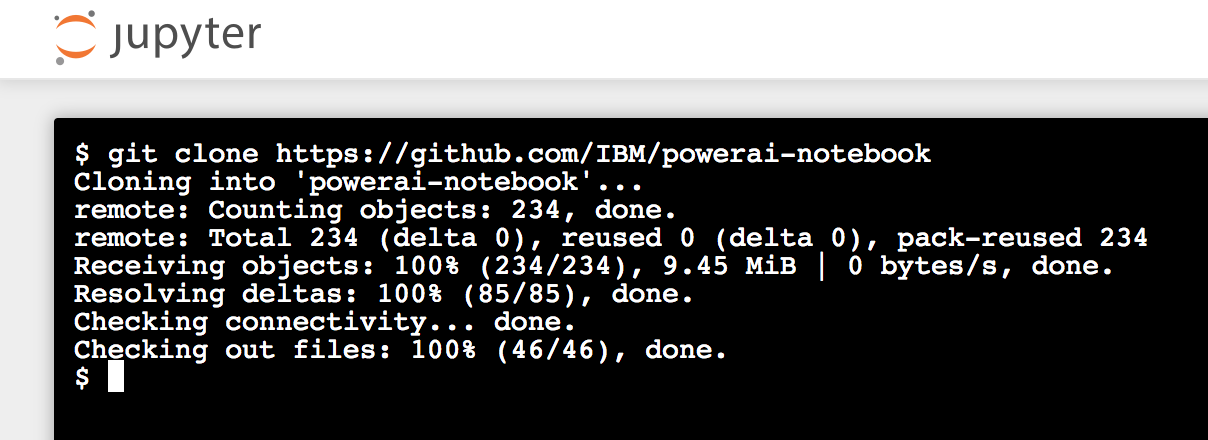 jupyter
$ git clone https://github.com/IBM/powerai-notebook
Cloning into 'powerai-notebook'...
remote: Counting objects: 234, done.
remote: Total 234 (delta 0), reused 0 (delta 0), pack-reused 234
Receiving objects: 100% (234/234), 9.45 MiB | 0 bytes/s, done.
Resolving deltas: 100% (85/85), done.
Checking connectivity... done.
Checking out files: 100% (46/46), done.
$